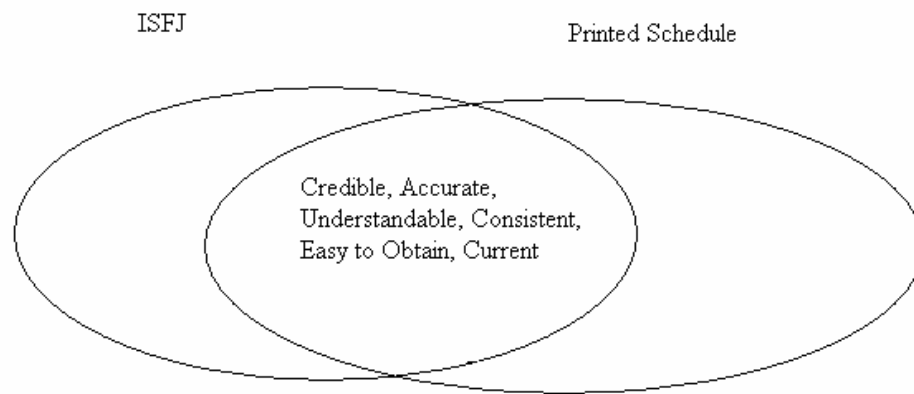 ISFJ
Printed Schedule
Credible, Accurate,
Understandable, Consistent,
Easy to Obtain, Current